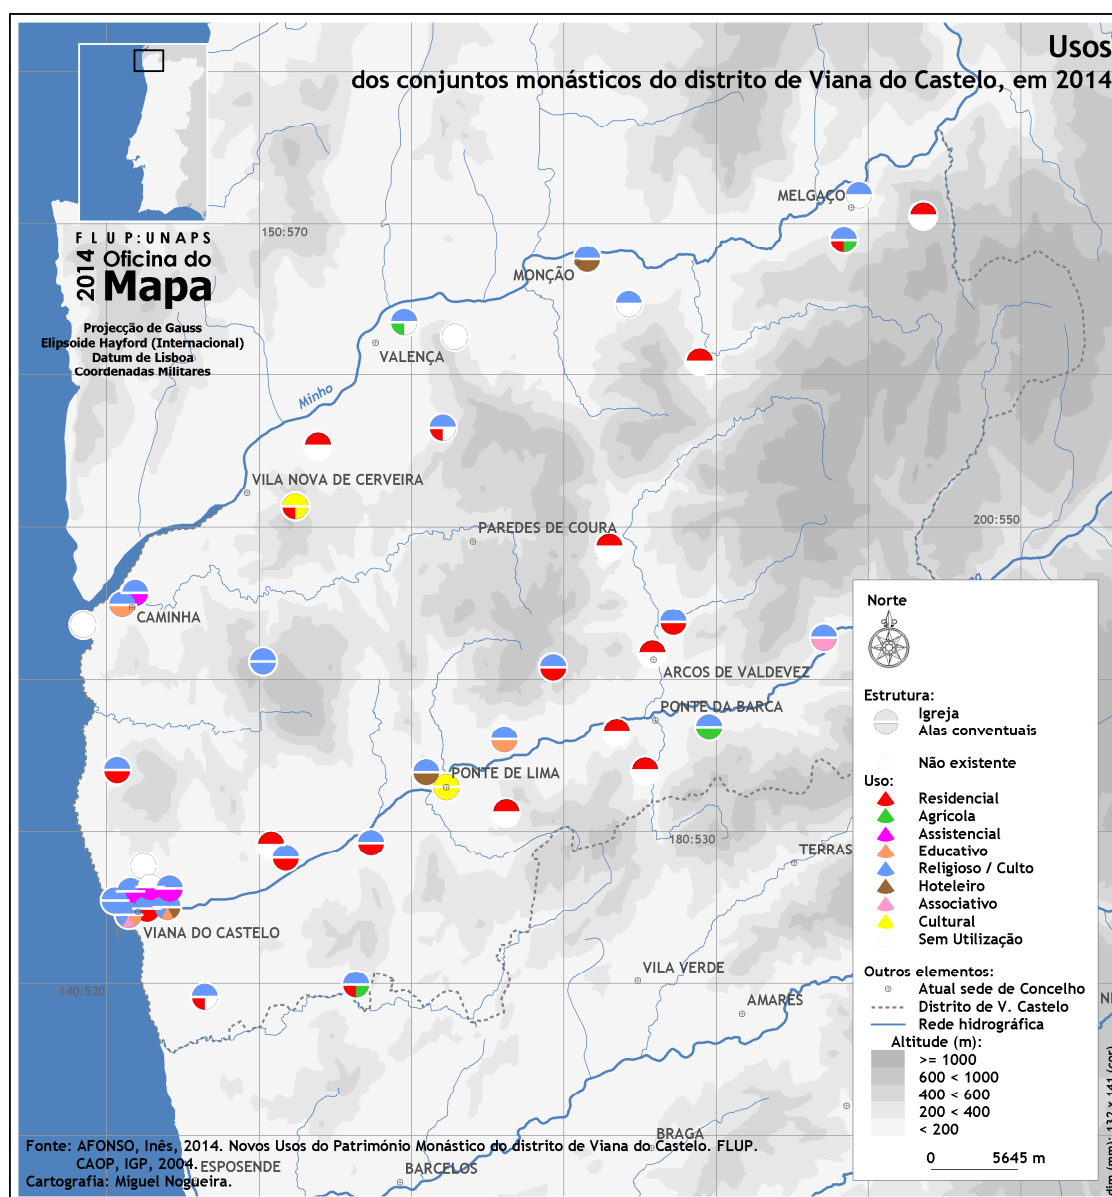 Usos
dos conjuntos monásticos do distrito de Viana do Castelo, em 2014
FLUP:UNAPS
2014
Oficina do
Mapa
Projecção de Gauss
Elipsoide Hayford (Internacional)
Datum de Lisboa
Coordenadas Militares
150:570
MELGAÇO
MONÇÃO
VALENÇA
Minho
VILA NOVA DE CERVEIRA
PAREDES DE COURA
200:550
CAMINHA
ARCOS DE VALDEVEZ
PONTE DA BARCA
PONTE DE LIMA
180:530
TERRAS
VIANA DO CASTELO
VILA VERDE
140:520
AMARES
BRAGA
ESPOSENDE
BARCELOS
Norte
Estrutura:
Igreja
Alas conventuais
Não existente
Uso:
Residencial
Agrícola
Assistencial
Educativo
Religioso / Culto
Hoteleiro
Associativo
Cultural
Sem Utilização
Outros elementos:
Atual sede de Concelho
Distrito de V. Castelo
Rede hidrográfica
Altitude (m):
>= 1000
600 < 1000
400 < 600
200 < 400
< 200
0 5645 m
Fonte: AFONSO, Inês, 2014. Novos Usos do Património Monástico do distrito de Viana do Castelo. FLUP.
CAOP, IGP, 2004.
Cartografia: Miguel Nogueira.